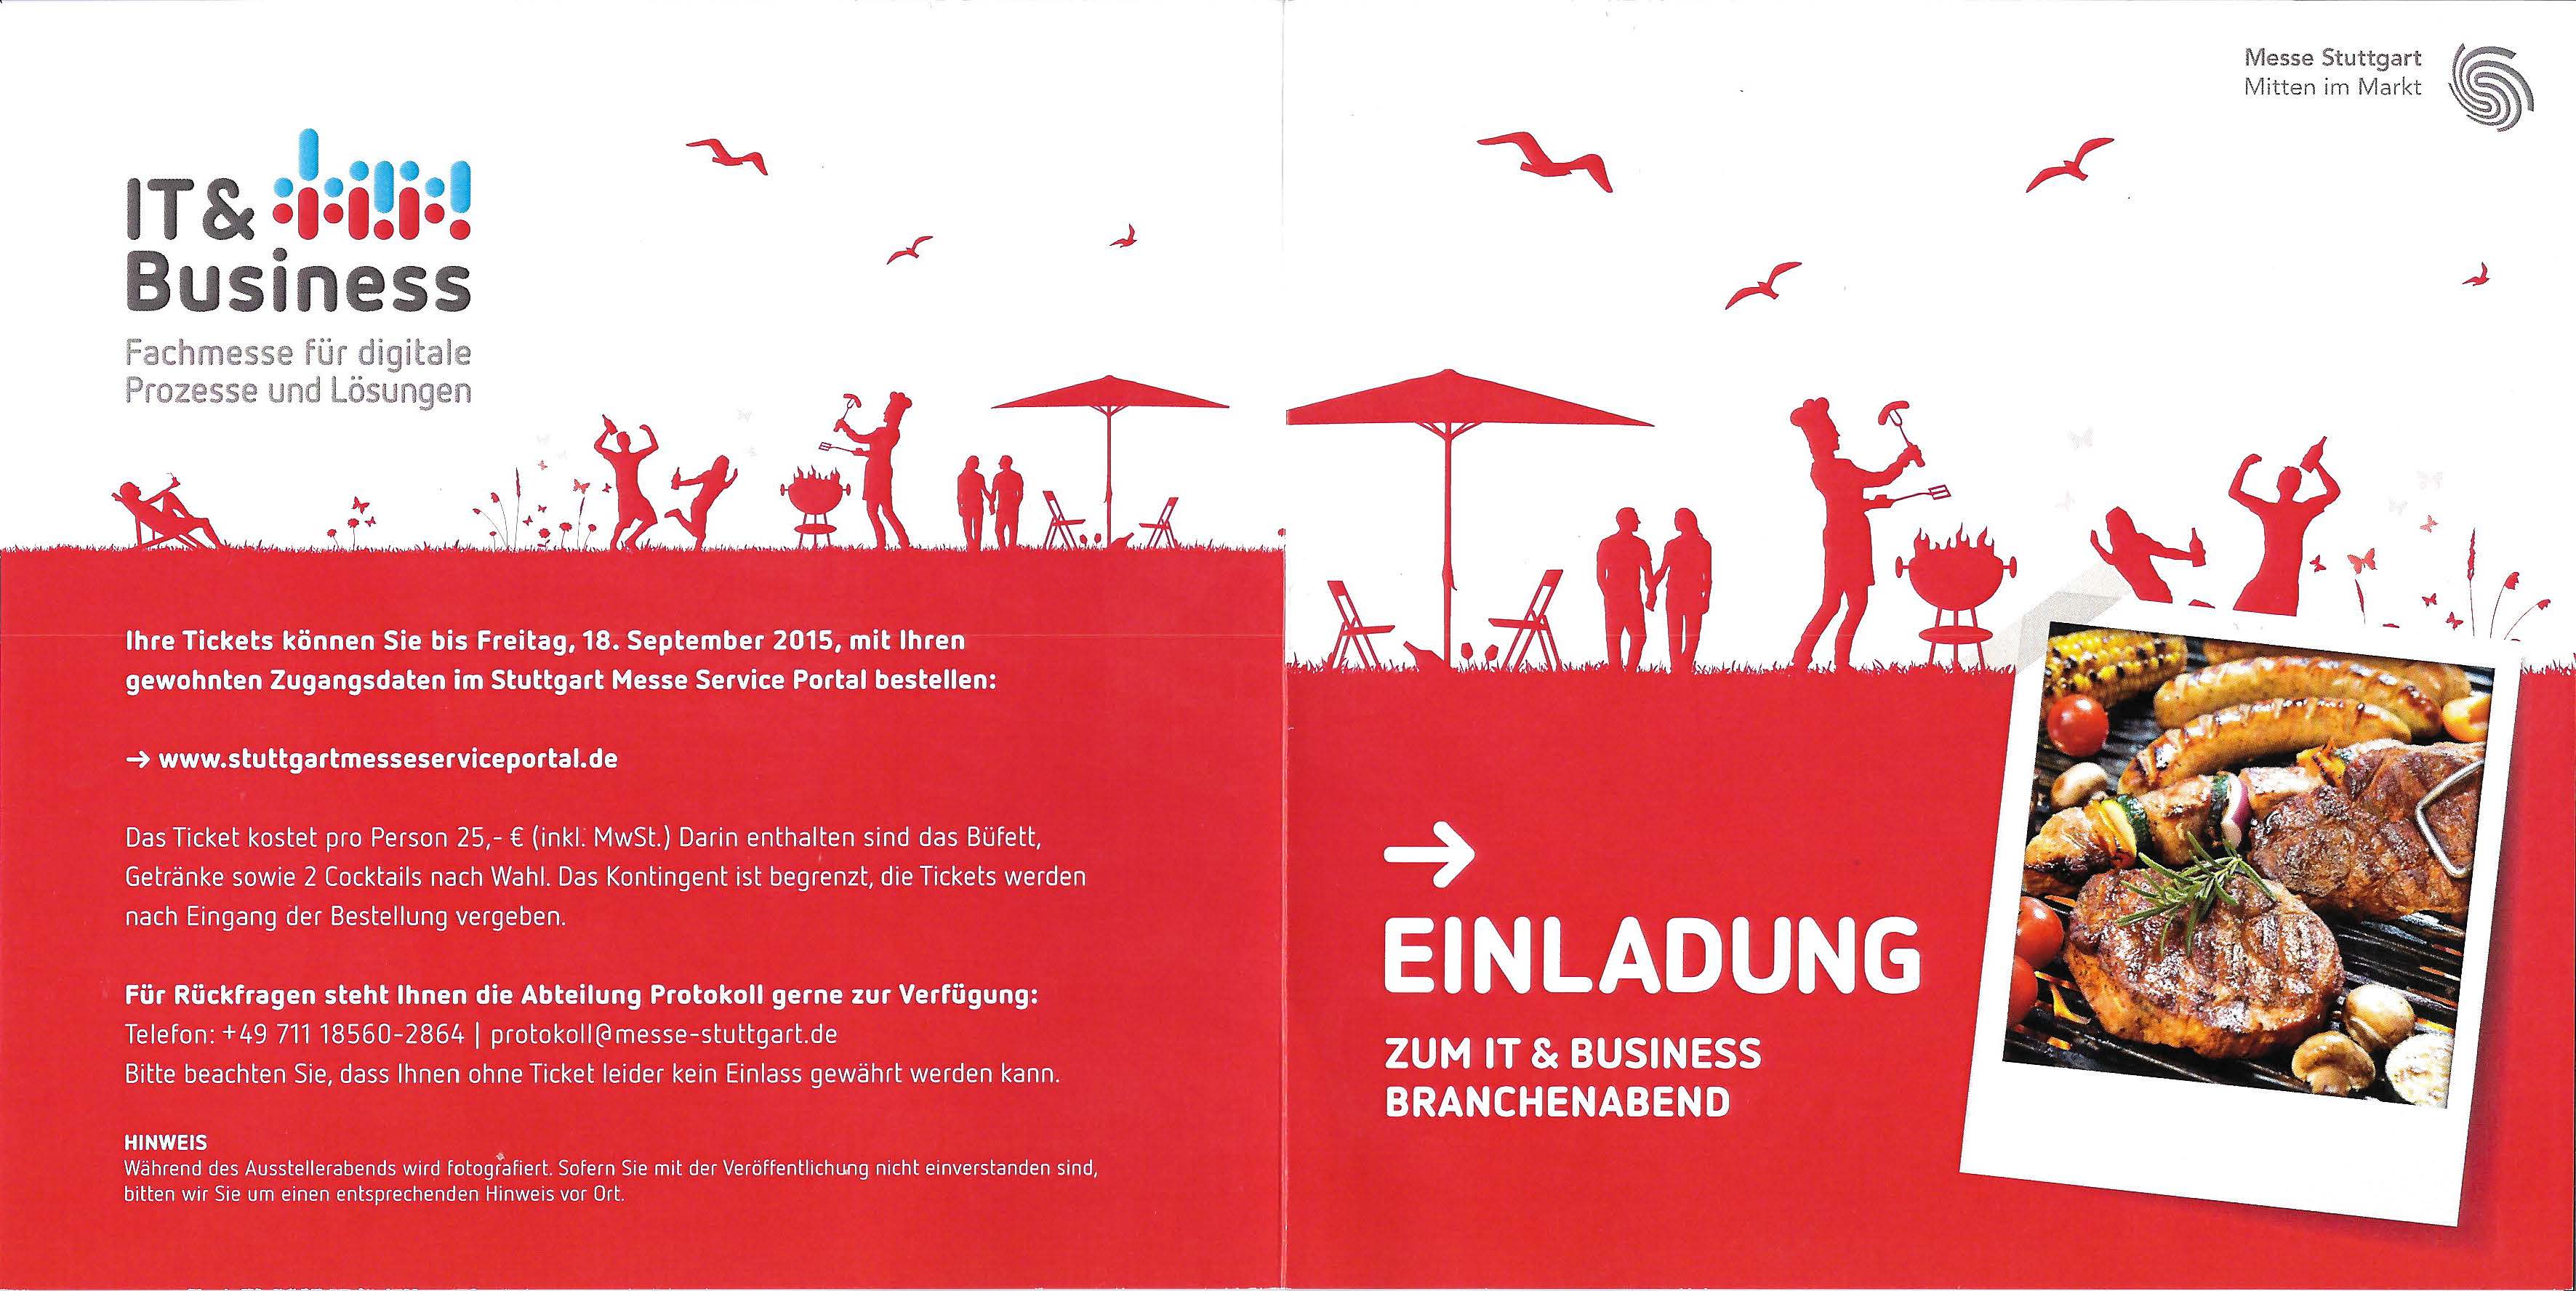 IT&
Business
Fachmesse für digitale
Prozesse und Lösungen
Ihre Tickets können Sie bis Freitag, 18. September 2015, mit Ihren
gewohnten Zugangsdaten im Stuttgart Messe Service Portal bestellen:
→ www.stuttgartmesseserviceportal.de
Das Ticket kostet pro Person 25,- € (inkl. MwSt.) Darin enthalten sind das Büfett,
Getränke sowie 2 Cocktails nach Wahl. Das Kontingent ist begrenzt, die Tickets werden
nach Eingang der Bestellung vergeben.
Für Rückfragen steht Ihnen die Abteilung Protokoll gerne zur Verfügung:
Telefon: +49 711 18560-2864 | protokoll@messe-stuttgart.de
Bitte beachten Sie, dass Ihnen ohne Ticket leider kein Einlass gewährt werden kann.
HINWEIS
Während des Ausstellerabends wird fotografiert. Sofern Sie mit der Veröffentlichung nicht einverstanden sind,
bitten wir Sie um einen entsprechenden Hinweis vor Ort.
Messe Stuttgart
Mitten im Markt
→
EINLADUNG
ZUM IT & BUSINESS
BRANCHENABEND